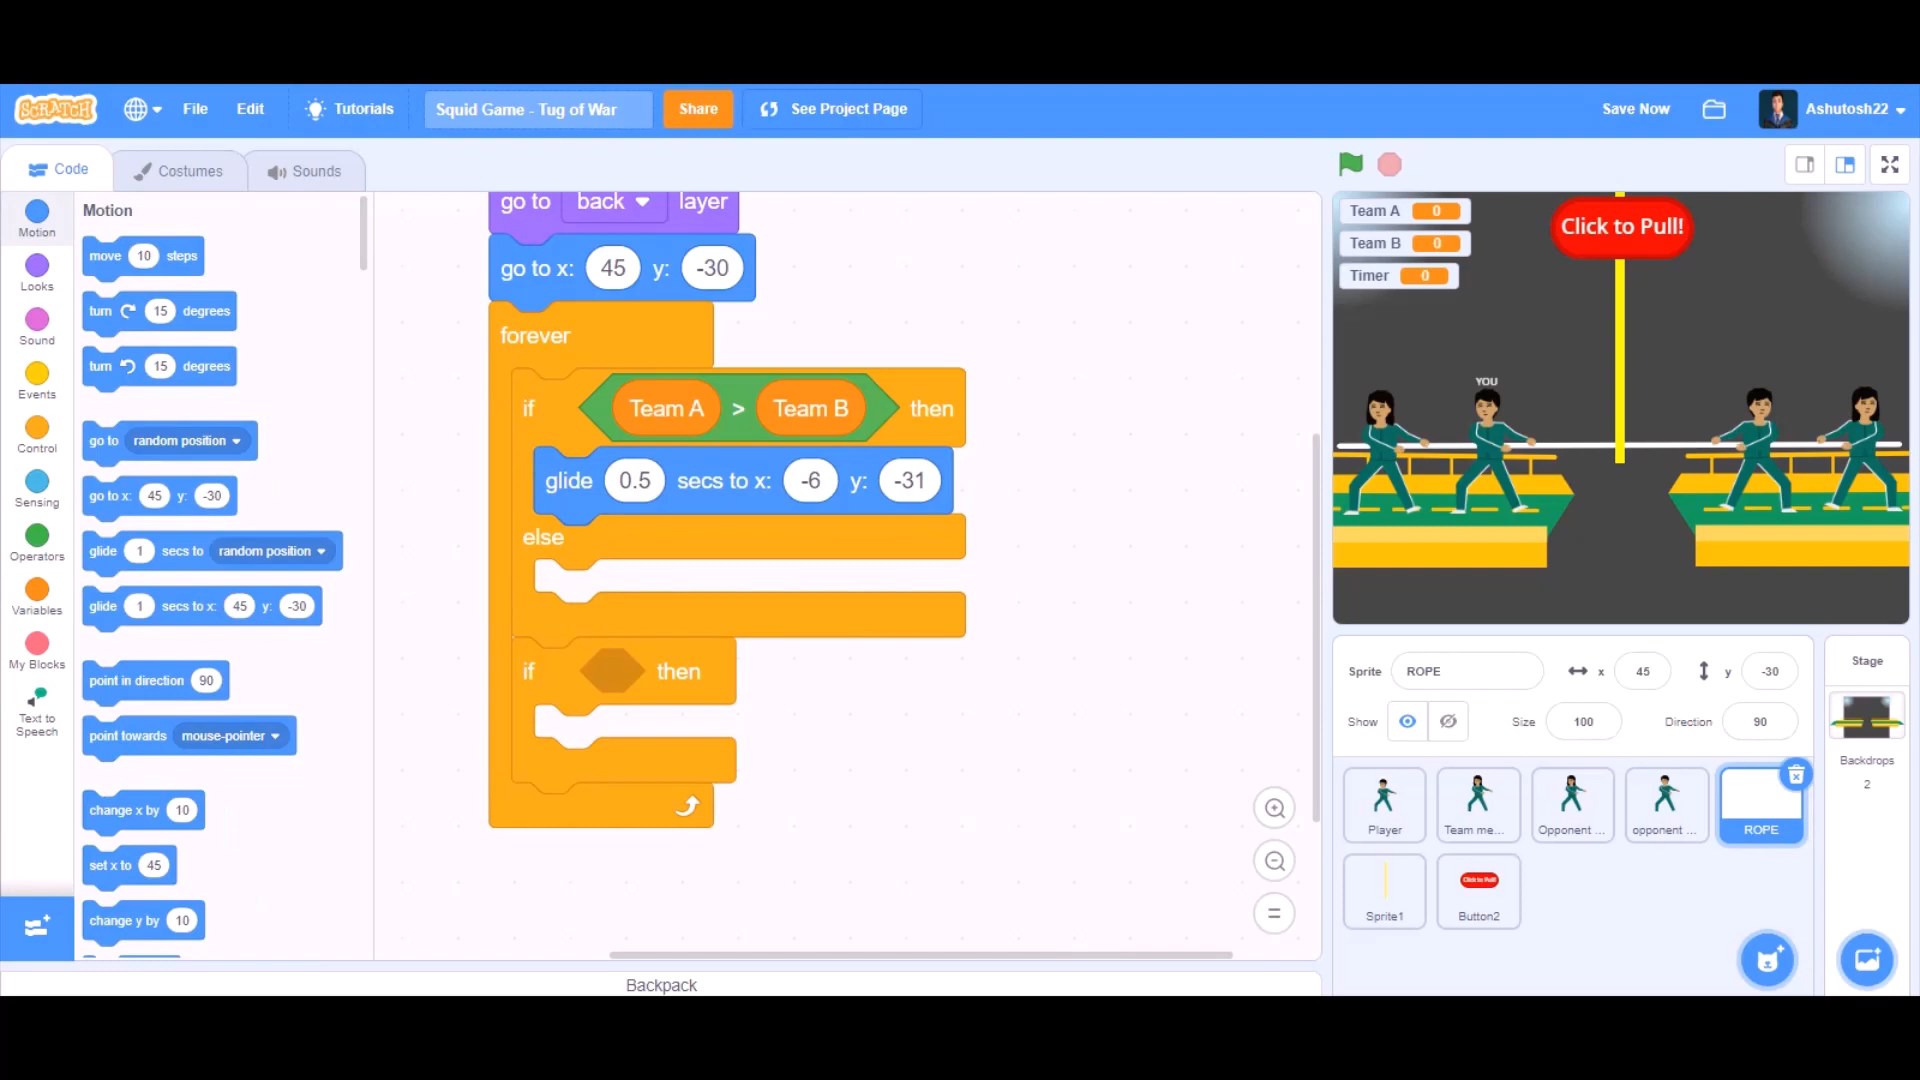 SCRATCH
File
Edit
Tutorials
Squid Game - Tug of War
Share
See Project Page
Save Now
Ashutosh22
Code
Costumes
Sounds
Motion
Looks
Sound
Events
Control
Sensing
Operators
Variables
My Blocks
Text to
Speech
Motion
move 10 steps
turn 15 degrees
turn 15 degrees
go to random position
go to x: 45 y: -30
glide 1 secs to random position
glide 1 secs to x: 45 y: -30
point in direction 90
point towards mouse-pointer
change x by 10
set x to 45
change y by 10
go to back layer
go to x: 45 y: -30
forever
if Team A > Team B then
glide 0.5 secs to x: -6 y: -31
else
if then
=
Backpack
Team A 0
Team B 0
Timer 0
Click to Pull!
YOU
Sprite ROPE x 45 y -30
Show Size 100 Direction 90
Player
Team me...
Opponent ...
opponent ...
ROPE
Sprite1
Click to Pull!
Button2
Stage
Backdrops
2